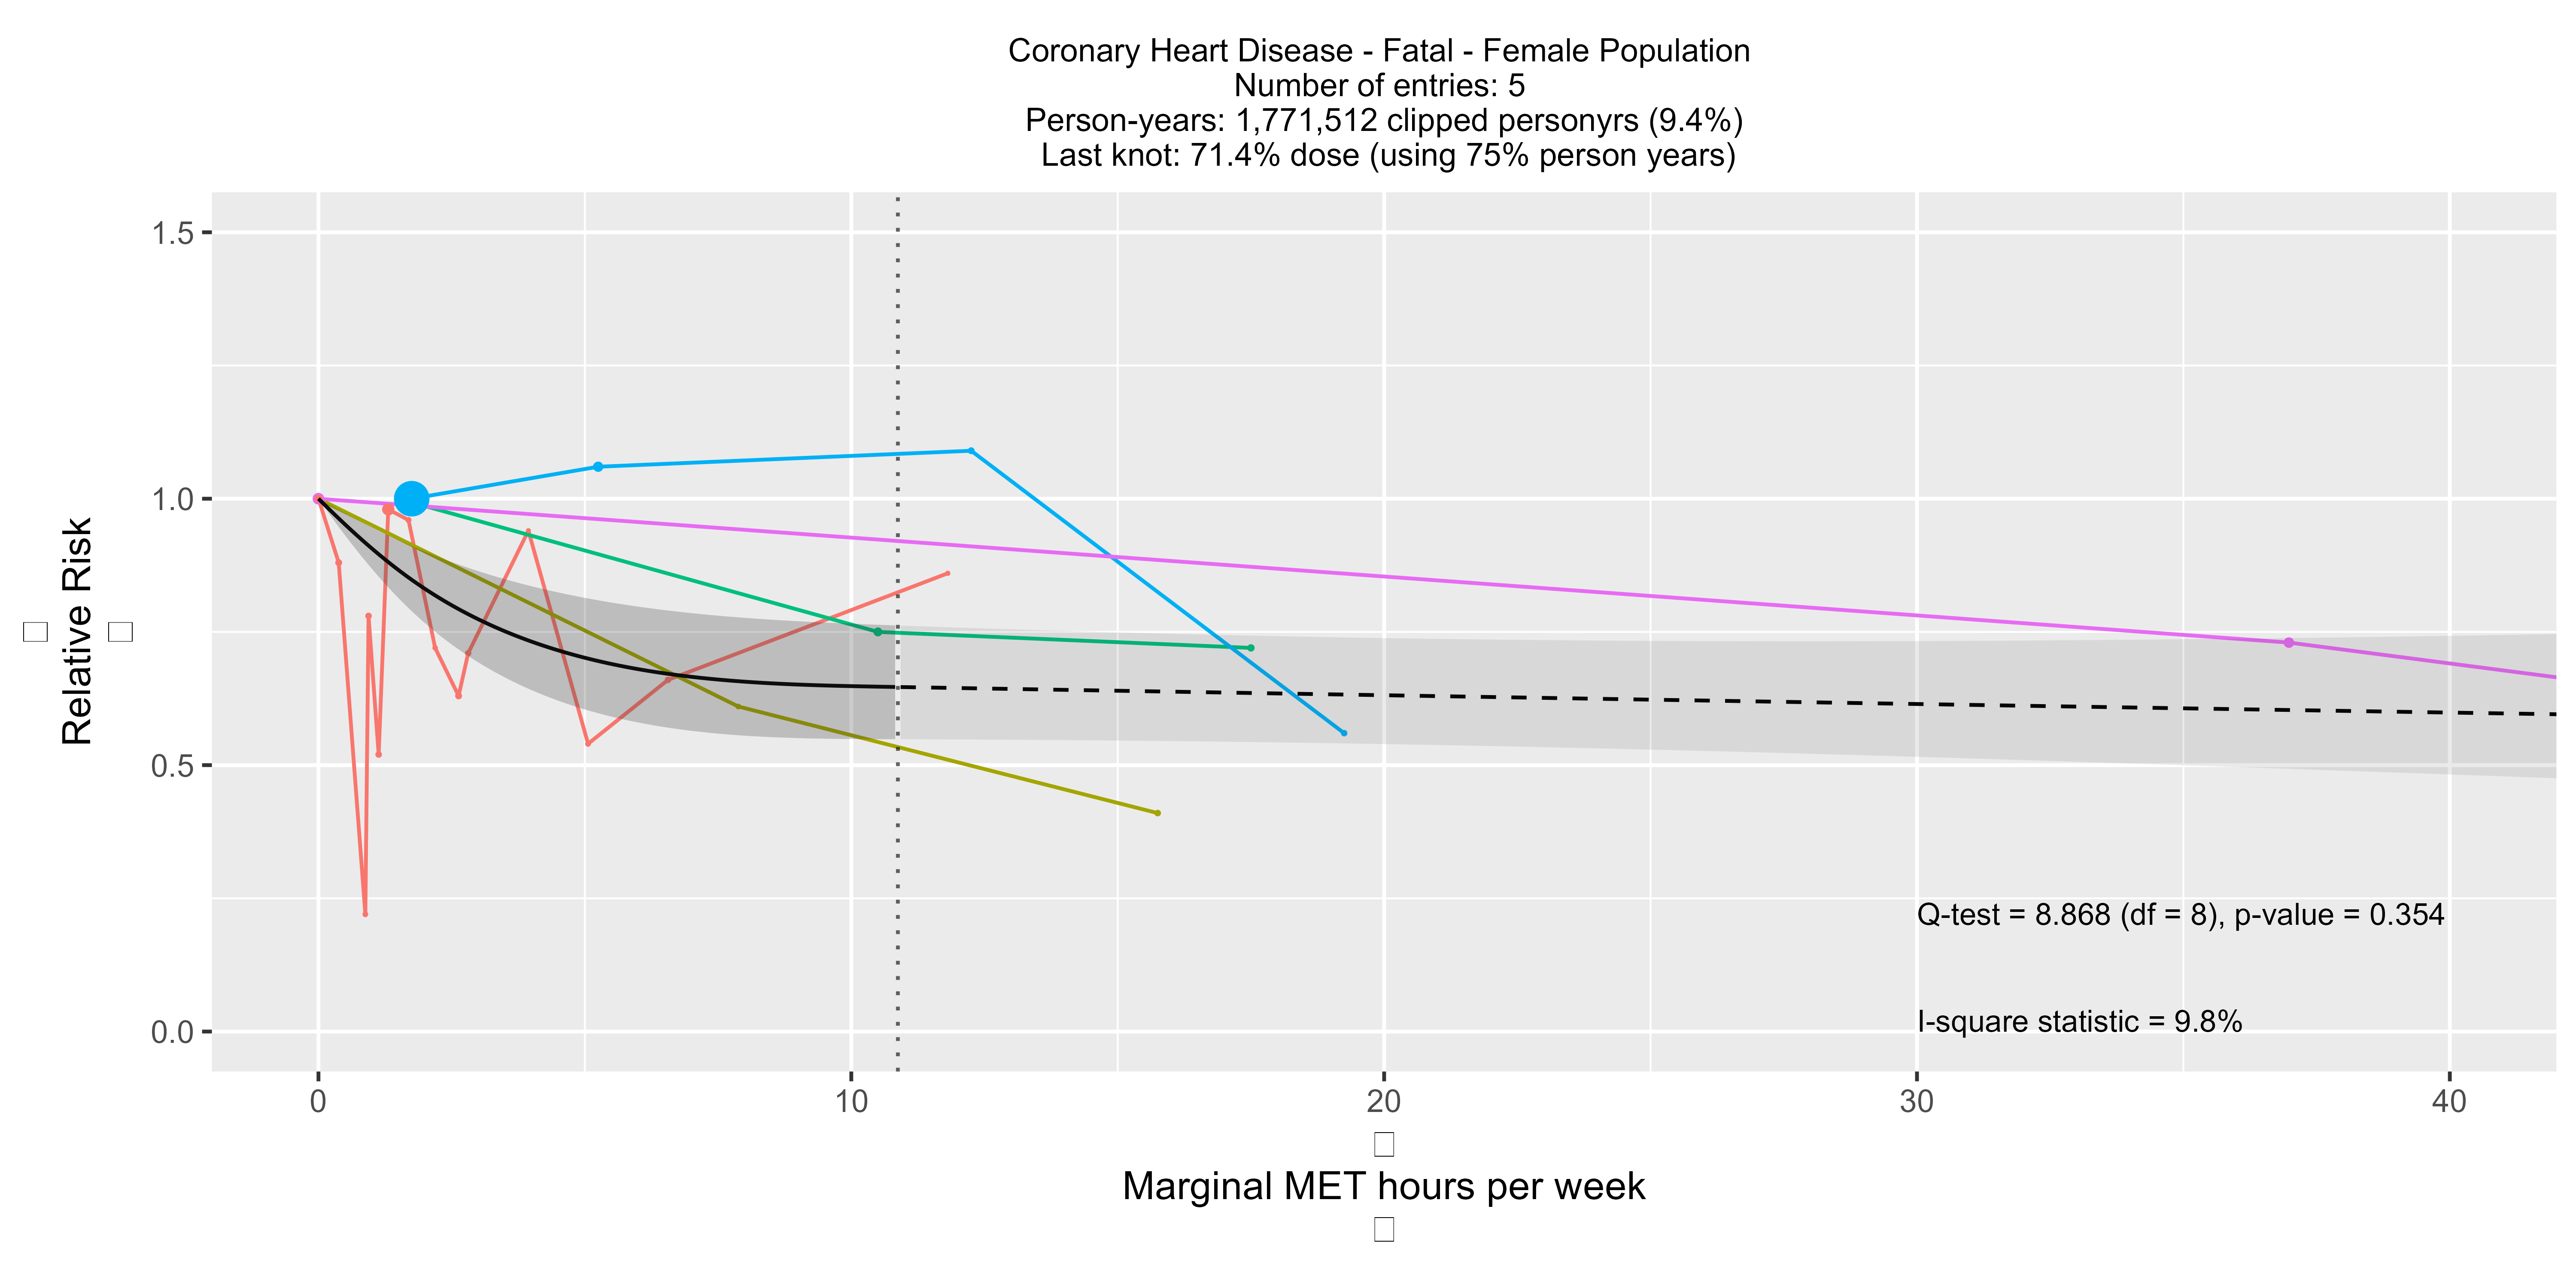 Coronary Heart Disease - Fatal - Female Population
Number of entries: 5
Person-years: 1,771,512 clipped personyrs (9.4%)
Last knot: 71.4% dose (using 75% person years)
1.5
1.0
0.5
0.0
Relative Risk
Q-test = 8.868 (df = 8), p-value = 0.354
I-square statistic = 9.8%
0 10 20 30 40
Marginal MET hours per week